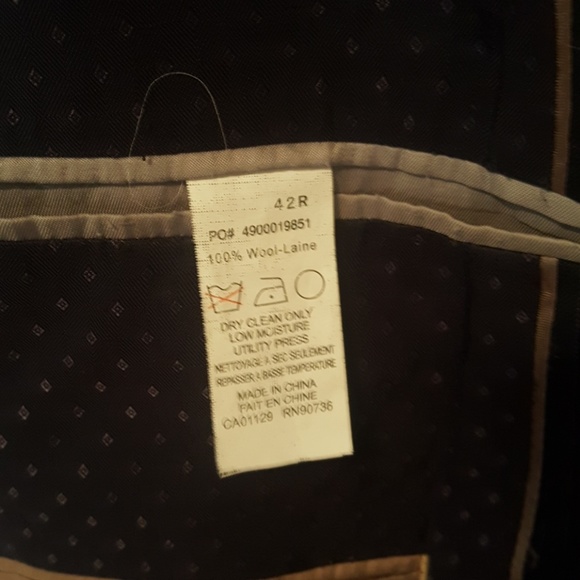 42R
PO# 4900019851
100% Wool-Laine
DRY CLEAN ONLY
LOW MOISTURE
UTILITY PRESS
NETTOYAGE A SEC SEULEMENT
REPASSER A BASSE TEMPERATURE
MADE IN CHINA
FAIT EN CHINE
CA01129 RN90736